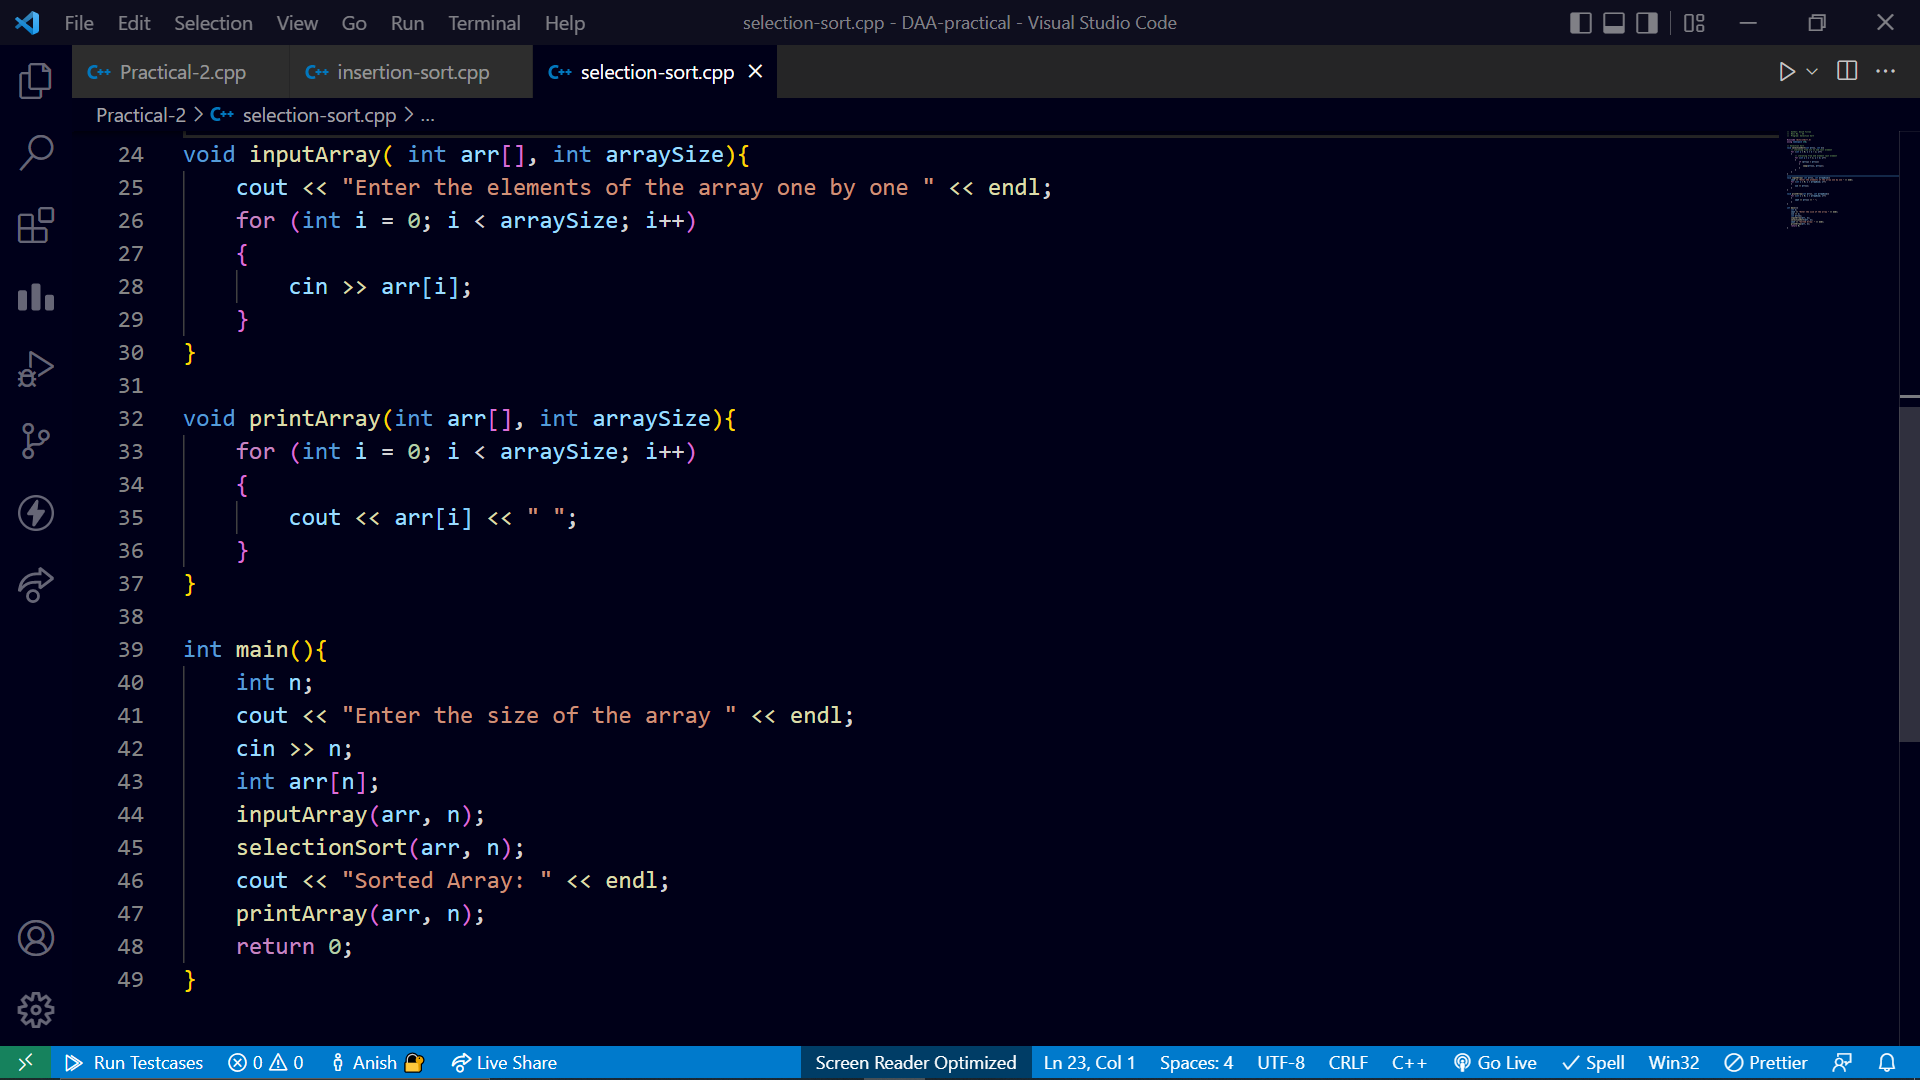 File Edit Selection View Go Run Terminal Help selection-sort.cpp - DAA-practical - Visual Studio Code
Practical-2.cpp insertion-sort.cpp selection-sort.cpp
Practical-2 > selection-sort.cpp > ...
24 void inputArray( int arr[], int arraySize){
25 cout << "Enter the elements of the array one by one " << endl;
26 for (int i = 0; i < arraySize; i++)
27 {
28 cin >> arr[i];
29 }
30 }
31
32 void printArray(int arr[], int arraySize){
33 for (int i = 0; i < arraySize; i++)
34 {
35 cout << arr[i] << " ";
36 }
37 }
38
39 int main(){
40 int n;
41 cout << "Enter the size of the array " << endl;
42 cin >> n;
43 int arr[n];
44 inputArray(arr, n);
45 selectionSort(arr, n);
46 cout << "Sorted Array: " << endl;
47 printArray(arr, n);
48 return 0;
49 }
Run Testcases 0 0 Anish Live Share Screen Reader Optimized Ln 23, Col 1 Spaces: 4 UTF-8 CRLF C++ Go Live Spell Win32 Prettier